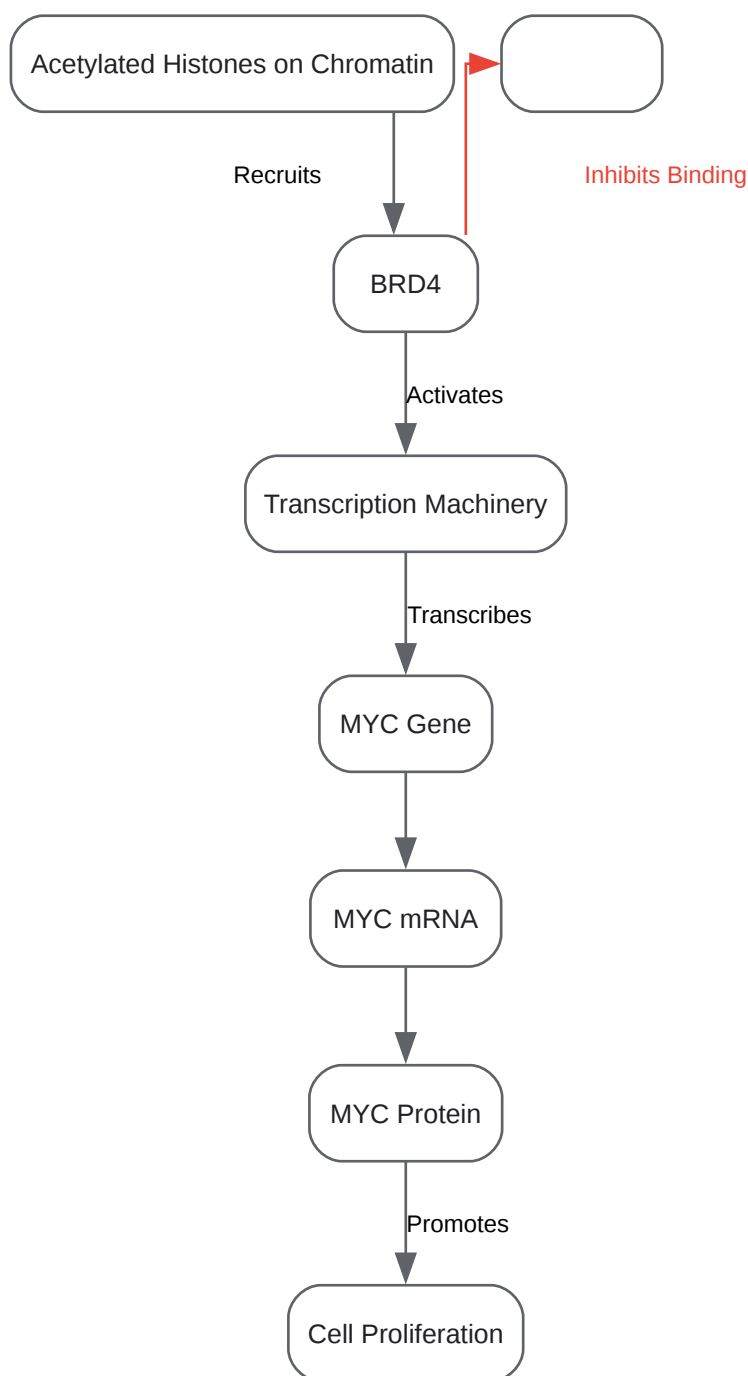 Acetylated Histones on Chromatin
Recruits
Inhibits Binding
BRD4
Activates
Transcription Machinery
Transcribes
MYC Gene
MYC mRNA
MYC Protein
Promotes
Cell Proliferation